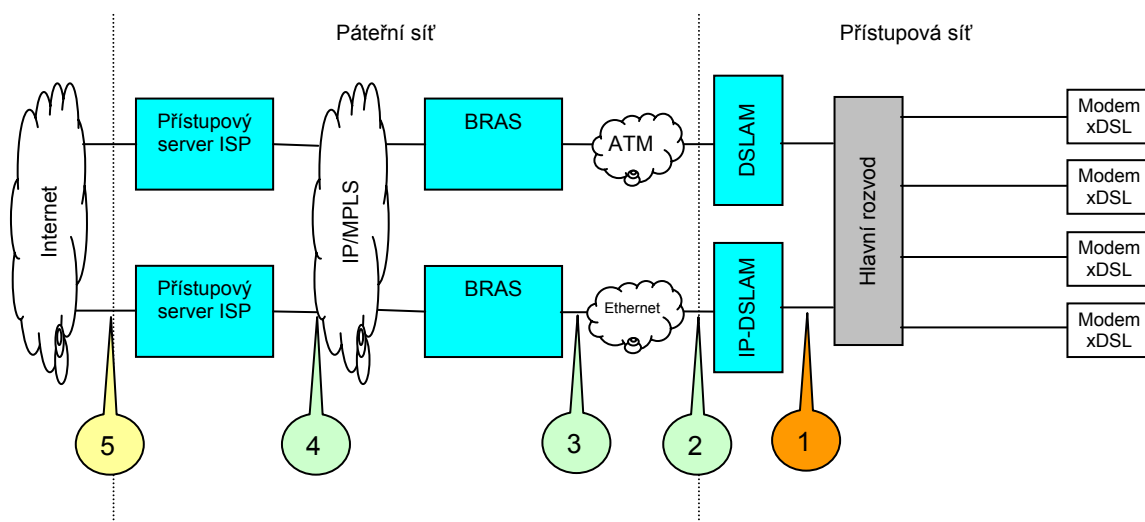 Páteřní síť
Přístupová síť
Internet
Přístupový
server ISP
IP/MPLS
BRAS
ATM
DSLAM
Hlavní rozvod
Modem
xDSL
Modem
xDSL
Přístupový
server ISP
BRAS
Ethernet
IP-DSLAM
Modem
xDSL
Modem
xDSL
5
4
3
2
1